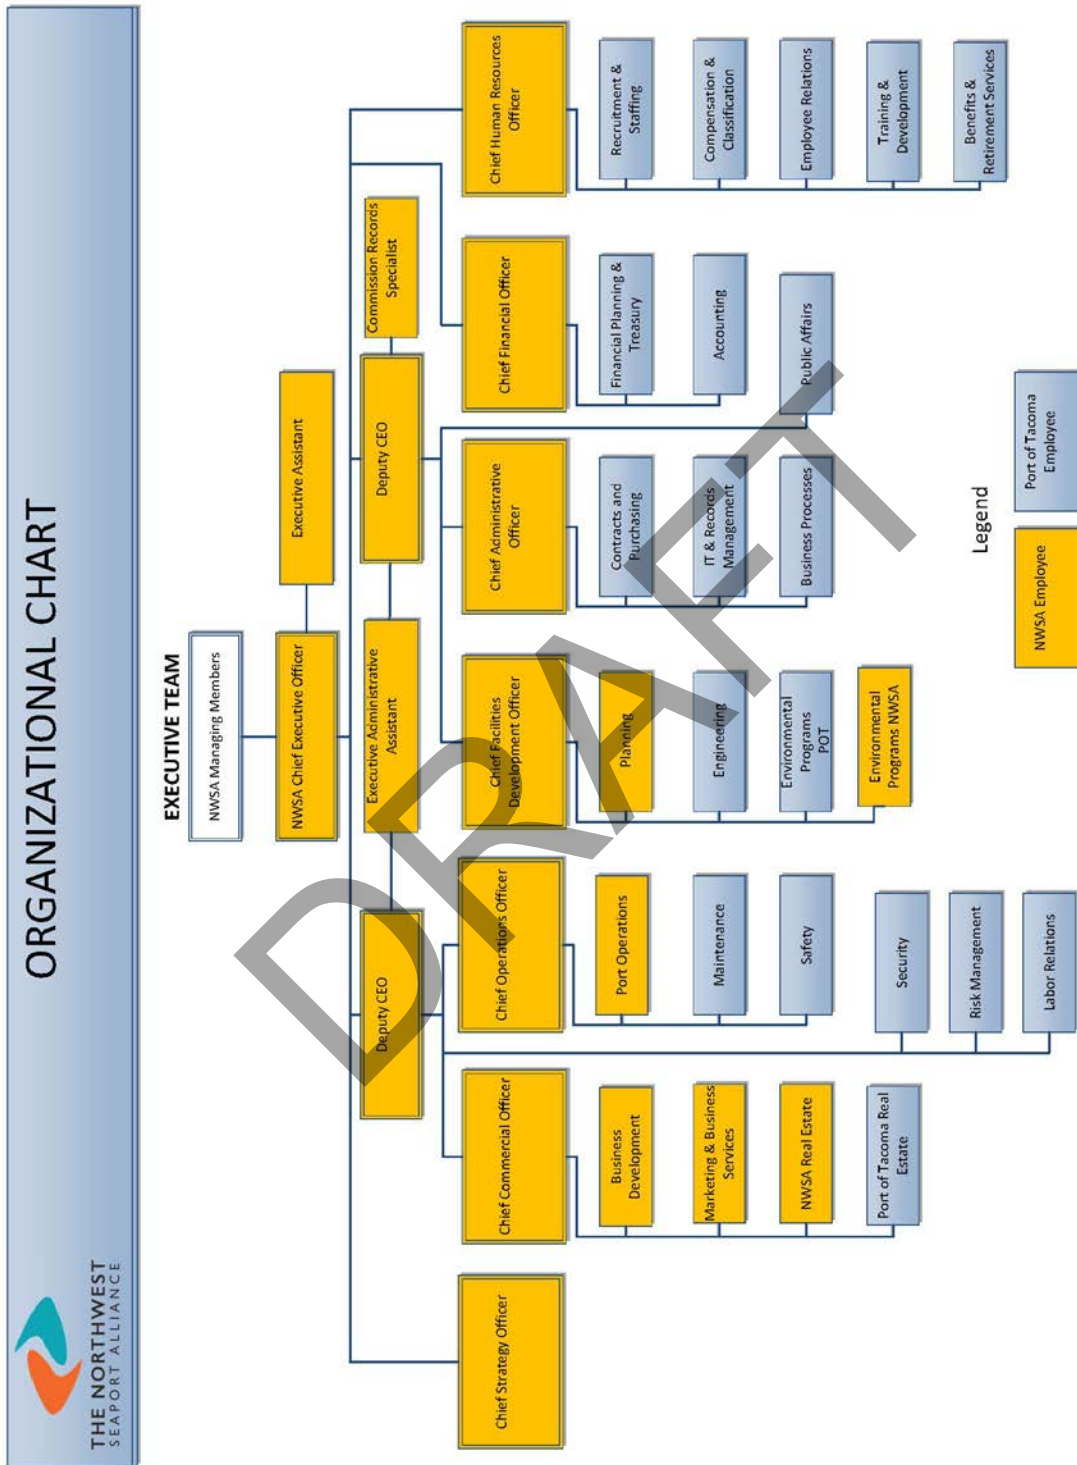 THE NORTHWEST
SEAPORT ALLIANCE
ORGANIZATIONAL CHART
EXECUTIVE TEAM
NWSA Managing Members
NWSA Chief Executive Officer
Executive Assistant
Deputy CEO
Executive Administrative
Assistant
Deputy CEO
Commission Records
Specialist
Chief Strategy Officer
Chief Commercial Officer
Business
Development
Marketing & Business
Services
NWSA Real Estate
Port of Tacoma Real
Estate
Chief Operations Officer
Port Operations
Maintenance
Safety
Security
Risk Management
Labor Relations
Chief Facilities
Development Officer
Planning
Engineering
Environmental
Programs
POT
Environmental
Programs NWSA
Chief Administrative
Officer
Contracts and
Purchasing
IT & Records
Management
Business Processes
Public Affairs
Chief Financial Officer
Financial Planning &
Treasury
Accounting
Chief Human Resources
Officer
Recruitment &
Staffing
Compensation &
Classification
Employee Relations
Training &
Development
Benefits &
Retirement Services
Legend
NWSA Employee
Port of Tacoma
Employee
DRAFT